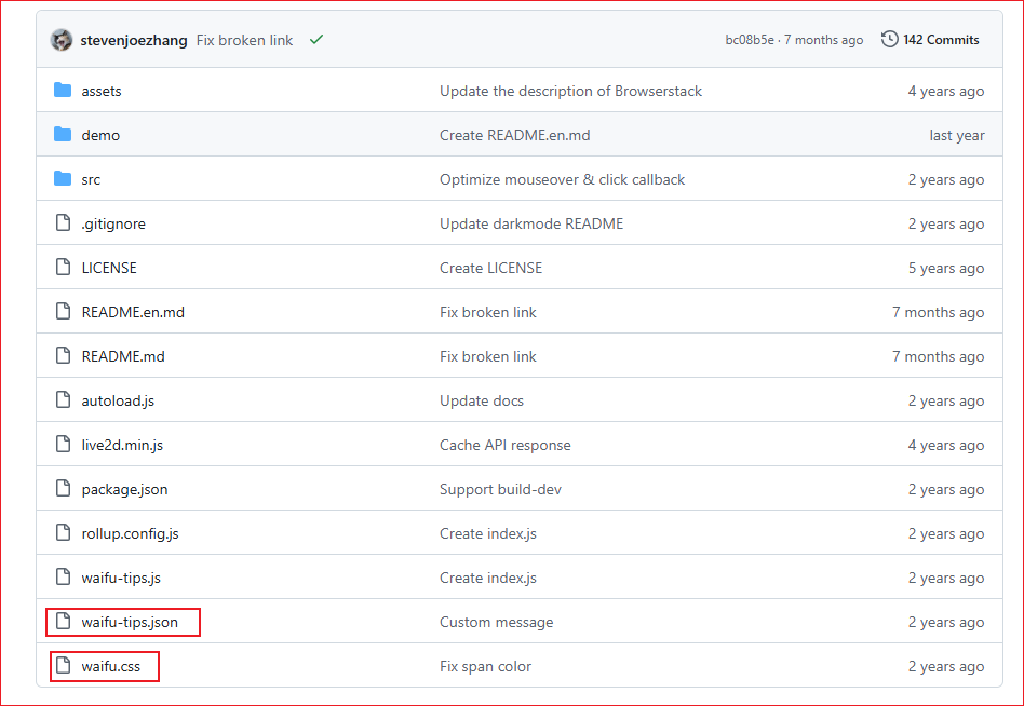 stevenjoezhang Fix broken link bc08b5e · 7 months ago 142 Commits
assets Update the description of Browserstack 4 years ago
demo Create README.en.md last year
src Optimize mouseover & click callback 2 years ago
.gitignore Update darkmode README 2 years ago
LICENSE Create LICENSE 5 years ago
README.en.md Fix broken link 7 months ago
README.md Fix broken link 7 months ago
autoload.js Update docs 2 years ago
live2d.min.js Cache API response 4 years ago
package.json Support build-dev 2 years ago
rollup.config.js Create index.js 2 years ago
waifu-tips.js Create index.js 2 years ago
waifu-tips.json Custom message 2 years ago
waifu.css Fix span color 2 years ago